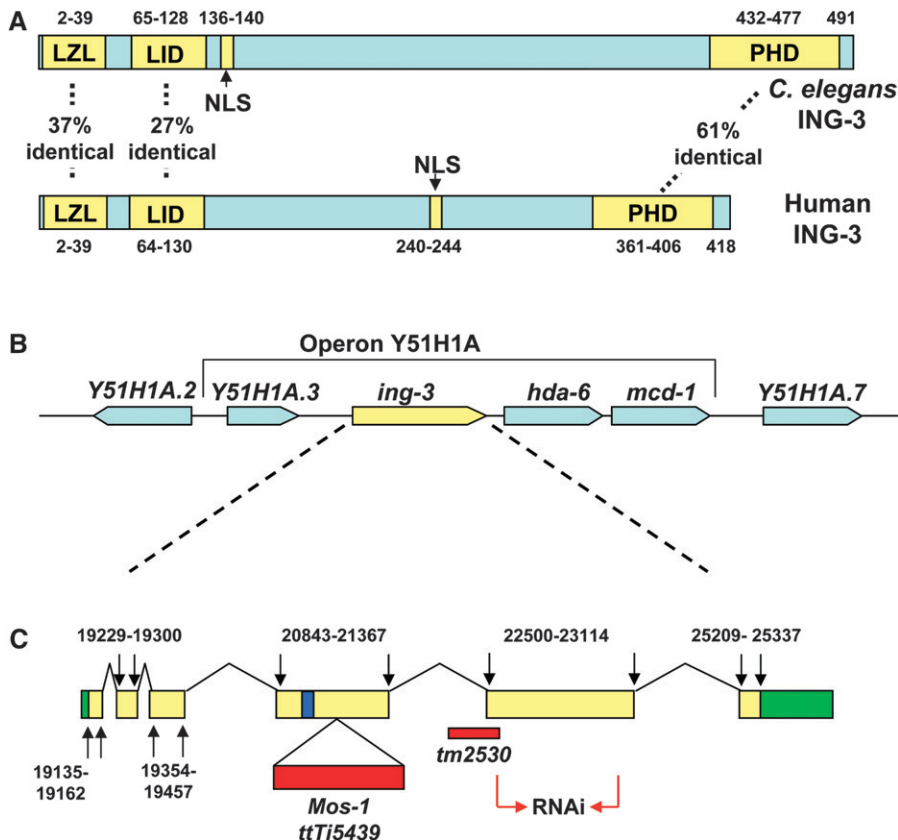 A
2-39 65-128 136-140 432-477 491
LZL LID PHD
NLS
C. elegans
ING-3
37%
identical
27%
identical
61%
identical
NLS
LZL LID PHD
Human
ING-3
2-39 64-130 240-244 361-406 418
B
Operon Y51H1A
Y51H1A.2 Y51H1A.3 ing-3 hda-6 mcd-1 Y51H1A.7
C
19229-19300 20843-21367 22500-23114 25209- 25337
19135-
19162
19354-
19457
Mos-1
ttTi5439
tm2530
RNAi